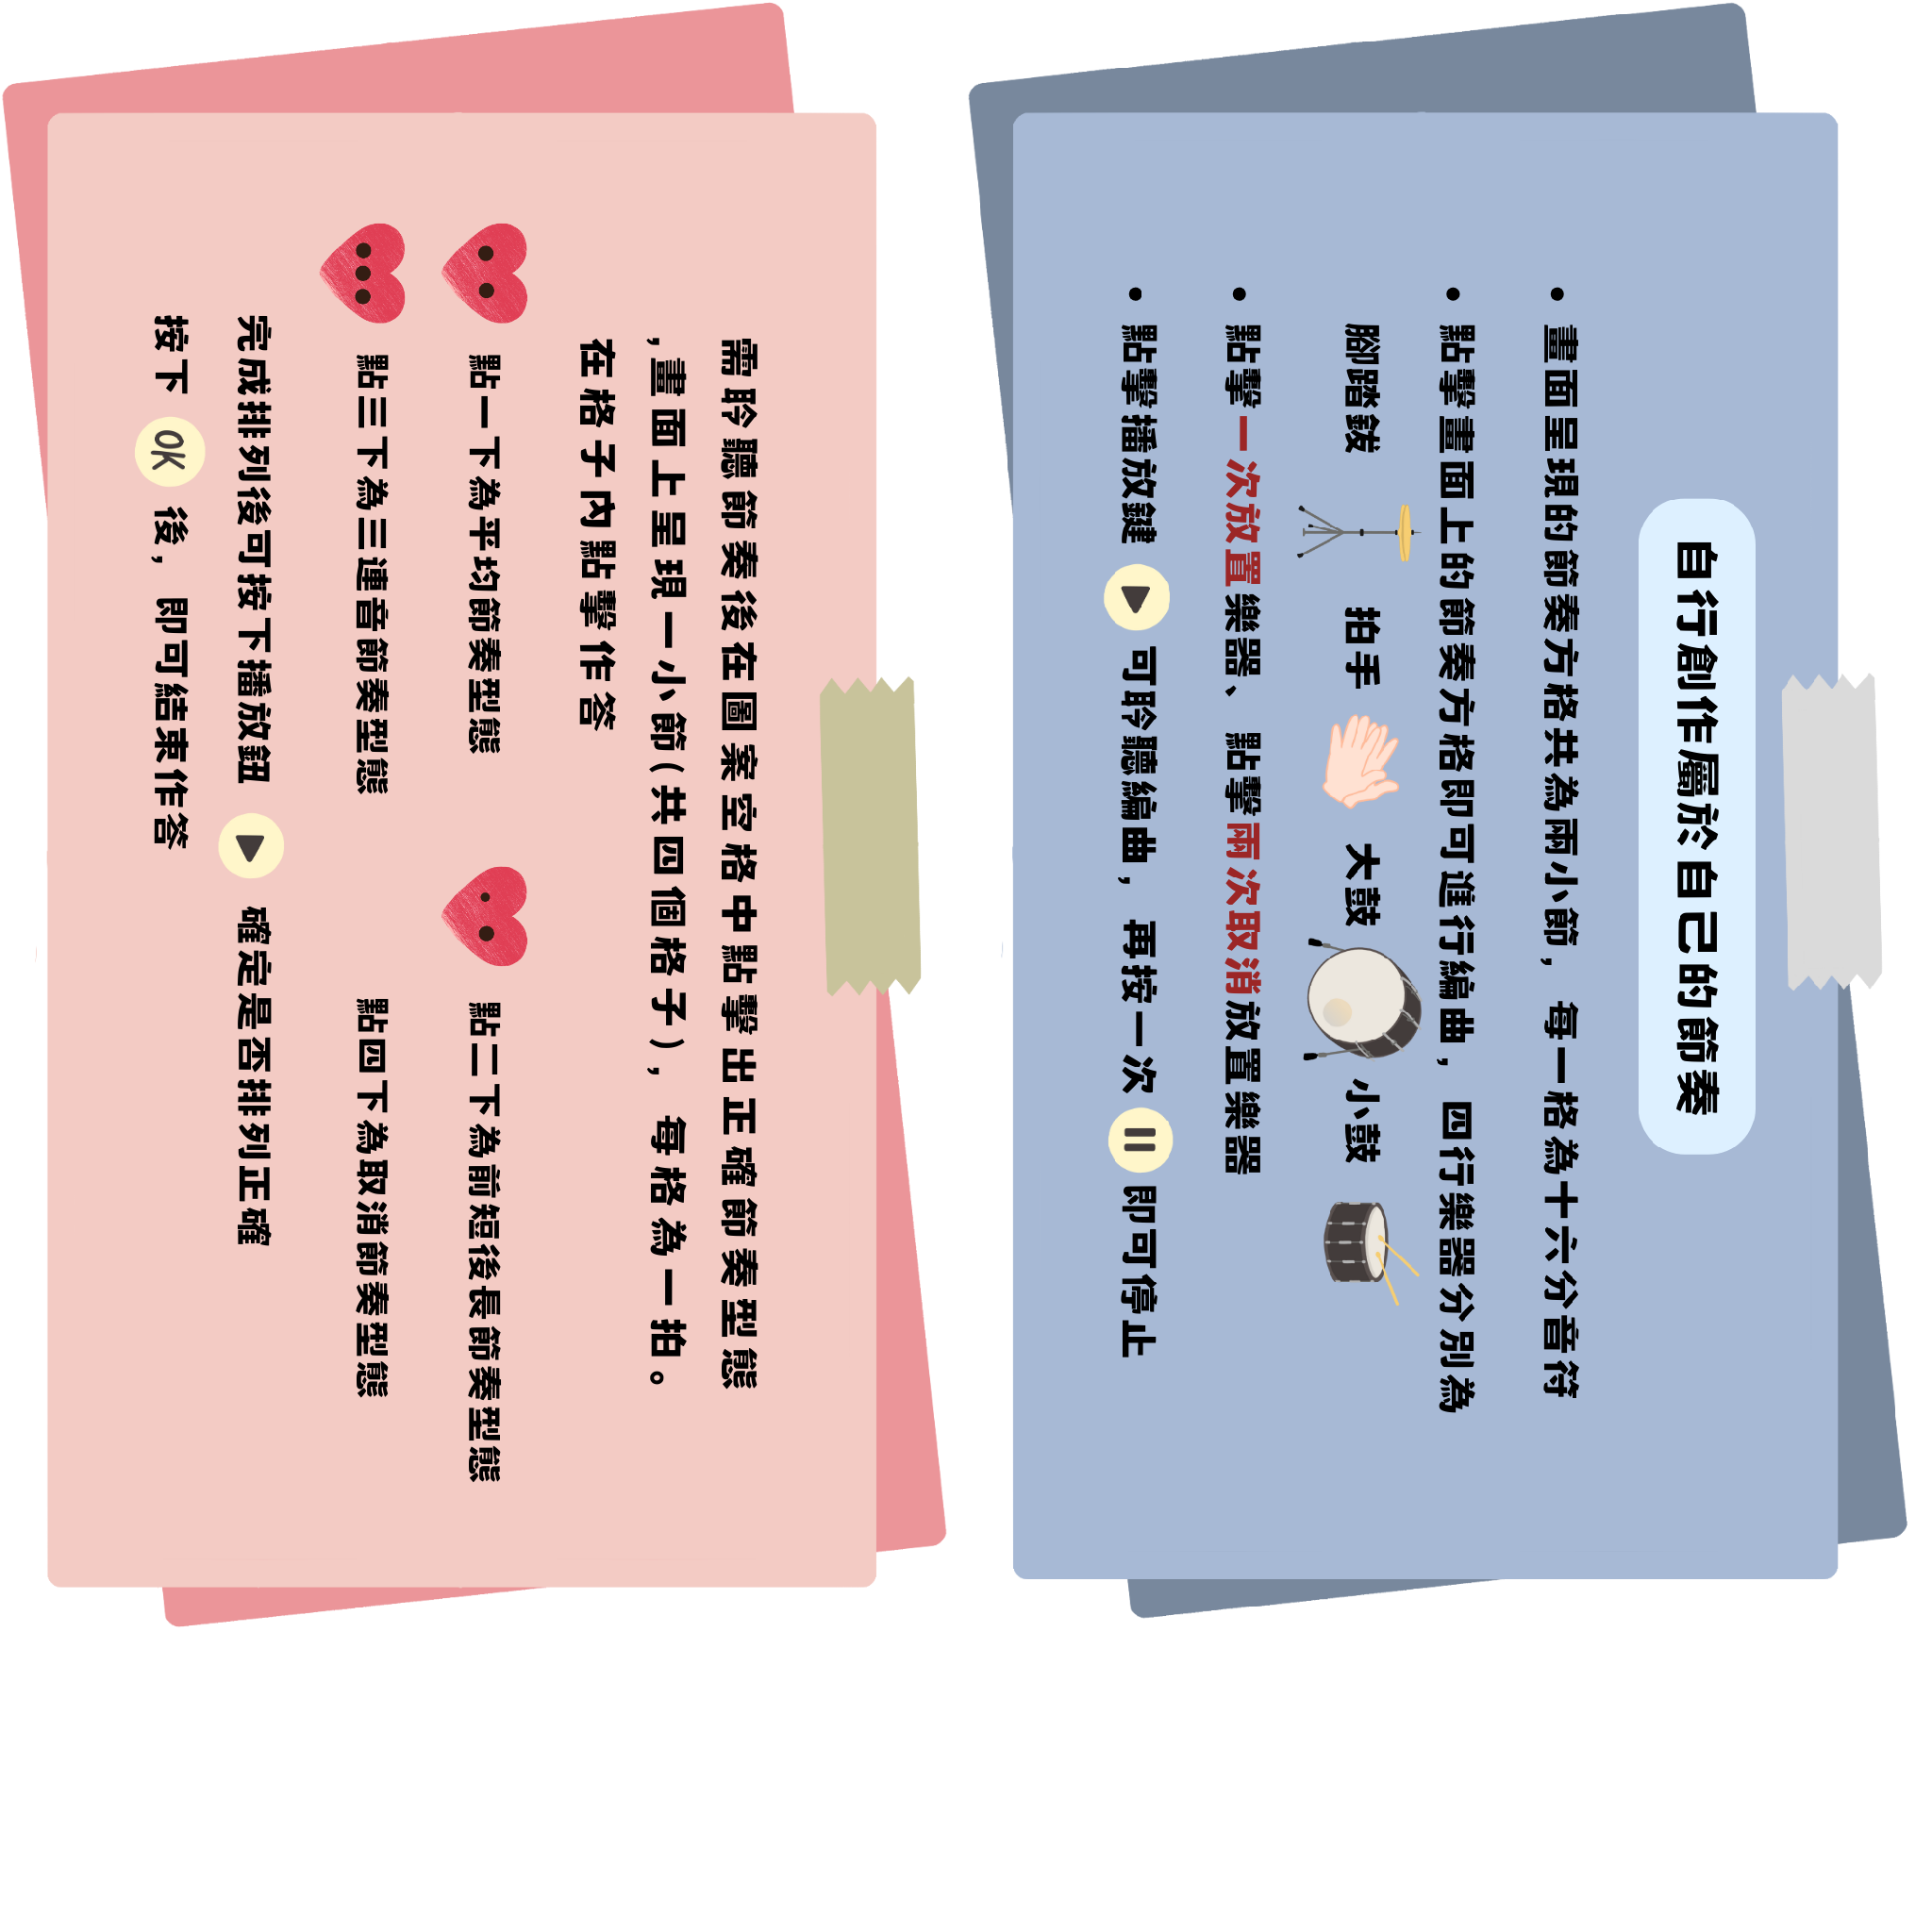 自行創作屬於自己的節奏
畫面呈現的節奏方格共為兩小節,每一格為十六分音符
點擊畫面上的節奏方格即可進行編曲,四行樂器分別為
腳踏鈸 拍手 大鼓 小鼓
點擊一次放置樂器、點擊兩次取消放置樂器
點擊播放鍵 可聆聽編曲,再按一次 即可停止
需聆聽節奏後在圖案空格中點擊出正確節奏型態
,畫面上呈現一小節(共四個格子),每格為一拍。
在格子內點擊作答
點一下為平均節奏型態 點二下為前短後長節奏型態
點三下為三連音節奏型態 點四下為取消節奏型態
完成排列後可按下播放鈕 確定是否排列正確
按下 OK 後,即可結束作答